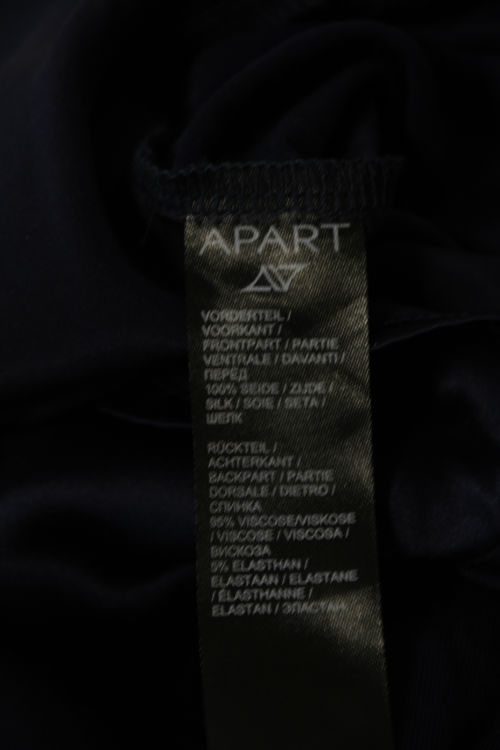 APART
VORDERTEIL /
VOORKANT /
FRONTPART / PARTIE
VENTRALE / DAVANTI /
ПЕРЕД
100% SEIDE / ZIJDE /
SILK / SOIE / SETA /
ШЕЛК
RÜCKTEIL /
ACHTERKANT /
BACKPART / PARTIE
DORSALE / DIETRO /
СПИНКА
95% VISCOSE/VISKOSE
/ VISCOSE / VISCOSA /
ВИСКОЗА
5% ELASTHAN /
ELASTAAN / ELASTANE
/ ÉLASTHANNE /
ELASTAN / ЭЛАСТАН